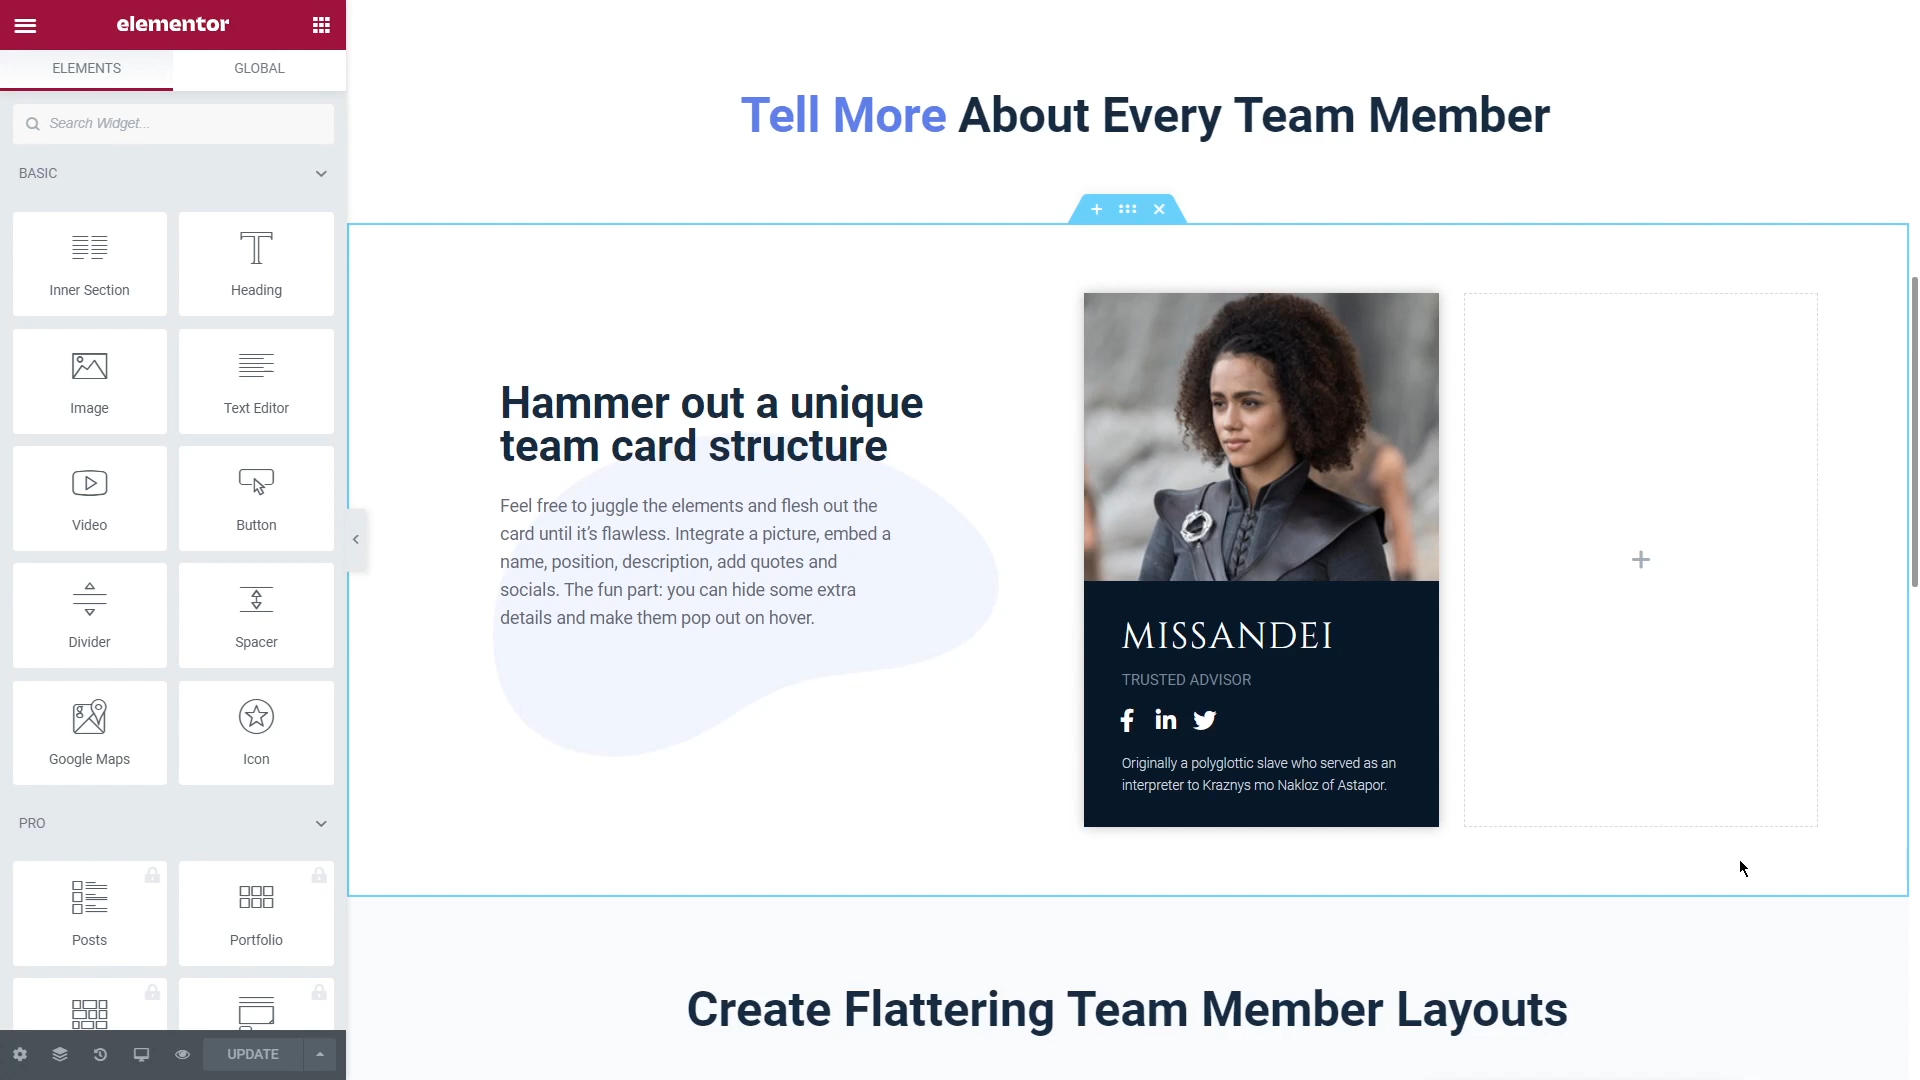 elementor
ELEMENTS
GLOBAL
Search Widget...
BASIC
Inner Section
Heading
Image
Text Editor
Video
Button
Divider
Spacer
Google Maps
Icon
PRO
Posts
Portfolio
UPDATE
Tell More About Every Team Member
Hammer out a unique
team card structure
Feel free to juggle the elements and flesh out the
card until it’s flawless. Integrate a picture, embed a
name, position, description, add quotes and
socials. The fun part: you can hide some extra
details and make them pop out on hover.
MISSANDEI
TRUSTED ADVISOR
Originally a polyglottic slave who served as an
interpreter to Kraznys mo Nakloz of Astapor.
Create Flattering Team Member Layouts